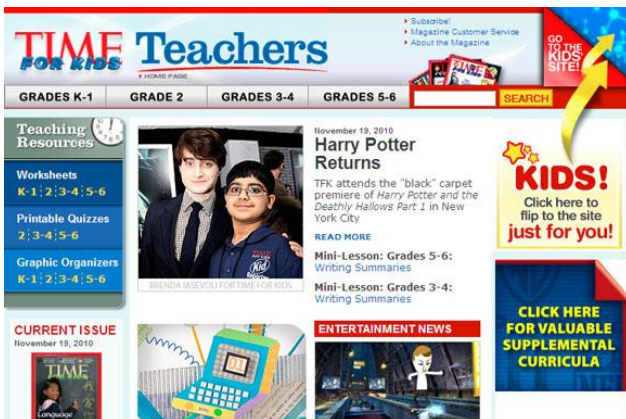 TIME
FOR KIDS
Teachers
HOME PAGE
Subscribe!
Magazine Customer Service
About the Magazine
GO
TO THE
KIDS'
SITE!
GRADES K-1
GRADE 2
GRADES 3-4
GRADES 5-6
SEARCH
Teaching
Resources
Worksheets
K-1 2 3-4 5-6
Printable Quizzes
2 3-4 5-6
Graphic Organizers
K-1 2 3-4 5-6
CURRENT ISSUE
November 19, 2010
TIME
Language
TIME
Kid
BRENDA IASEVOLI FOR TIME FOR KIDS
November 19, 2010
Harry Potter
Returns
TFK attends the "black" carpet
premiere of Harry Potter and the
Deathly Hallows Part 1 in New
York City
READ MORE
Mini-Lesson: Grades 5-6:
Writing Summaries
Mini-Lesson: Grades 3-4:
Writing Summaries
ENTERTAINMENT NEWS
KIDS!
Click here to
flip to the site
just for you!
CLICK HERE
FOR VALUABLE
SUPPLEMENTAL
CURRICULA